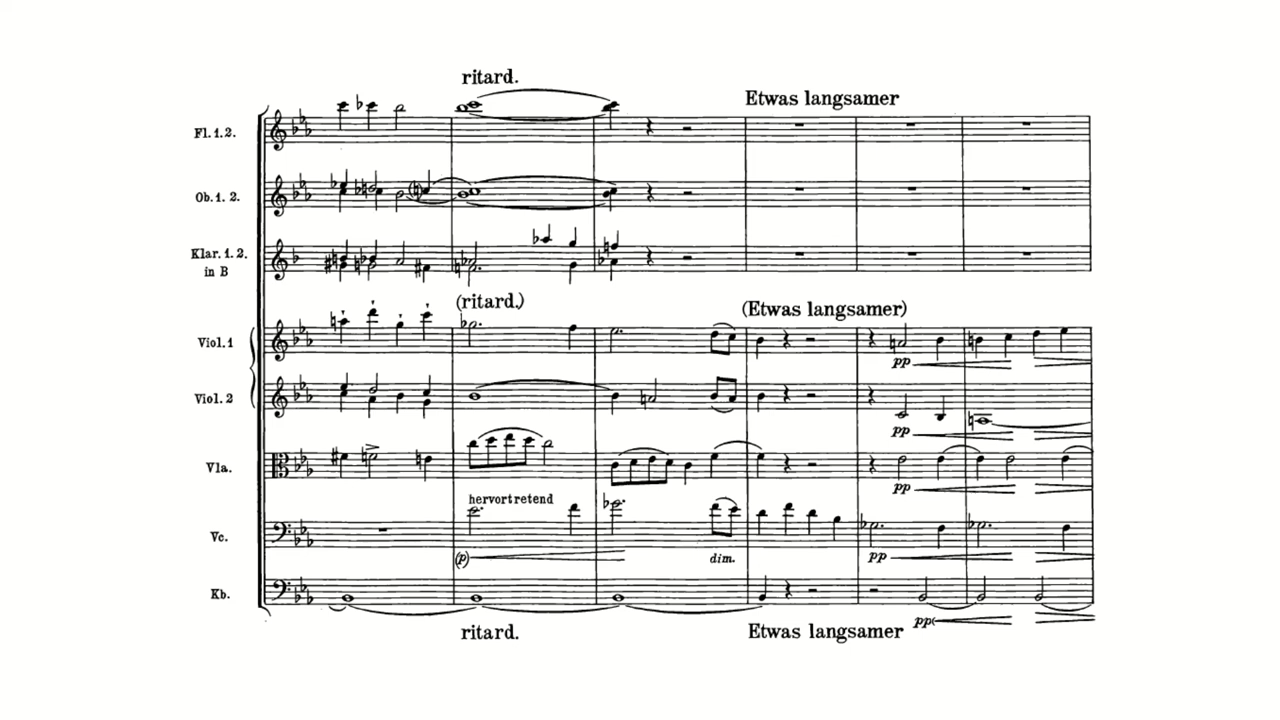 ritard.
Etwas langsamer
Fl. 1. 2.
Ob. 1. 2.
Klar. 1. 2.
in B
(ritard.)
(Etwas langsamer)
Viol. 1
pp
Viol. 2
pp
Vla.
pp
hervortretend
Vc.
(p)
dim.
pp
Kb.
pp
ritard.
Etwas langsamer